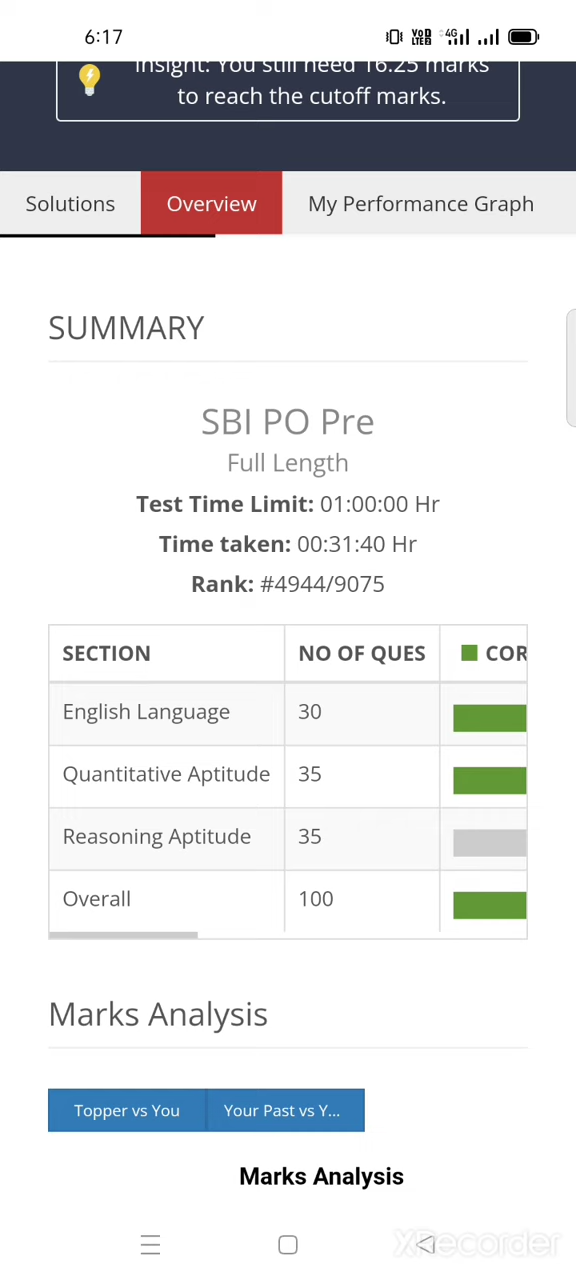 6:17
VoD LTE2 4G
Insight: You still need 16.25 marks
to reach the cutoff marks.
Solutions Overview My Performance Graph
SUMMARY
SBI PO Pre
Full Length
Test Time Limit: 01:00:00 Hr
Time taken: 00:31:40 Hr
Rank: #4944/9075
SECTION NO OF QUES COR
English Language 30
Quantitative Aptitude 35
Reasoning Aptitude 35
Overall 100
Marks Analysis
Topper vs You Your Past vs Y...
Marks Analysis
XRecorder